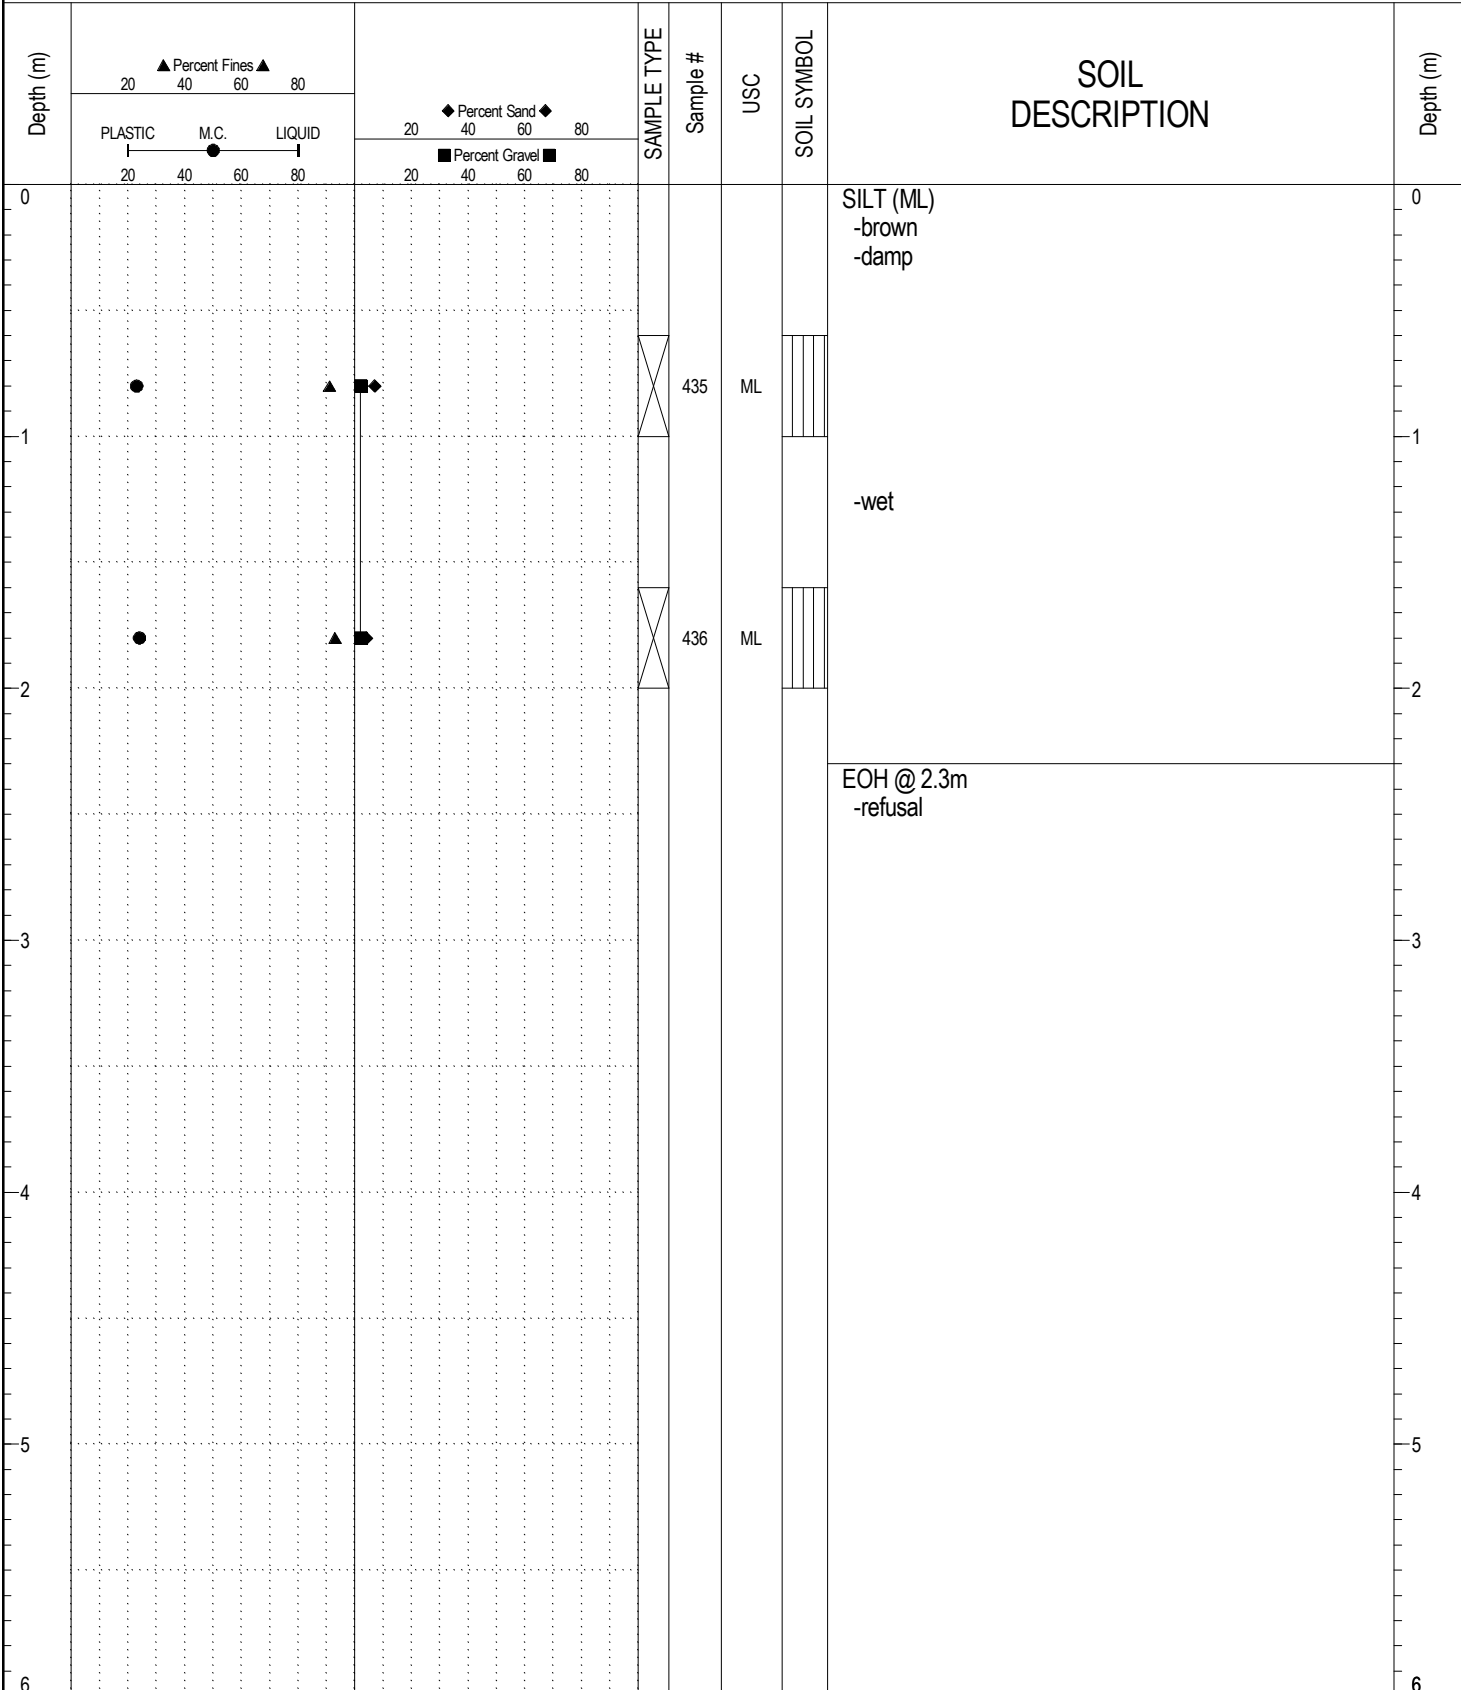 Depth (m)
Percent Fines
20 40 60 80
PLASTIC M.C. LIQUID
20 40 60 80
Percent Sand
20 40 60 80
Percent Gravel
20 40 60 80
SAMPLE TYPE
Sample #
USC
SOIL SYMBOL
SOIL
DESCRIPTION
Depth (m)
0 SILT (ML) 0
-brown
-damp
435 ML
1 1
-wet
436 ML
2 2
EOH @ 2.3m
-refusal
3 3
4 4
5 5
6 6